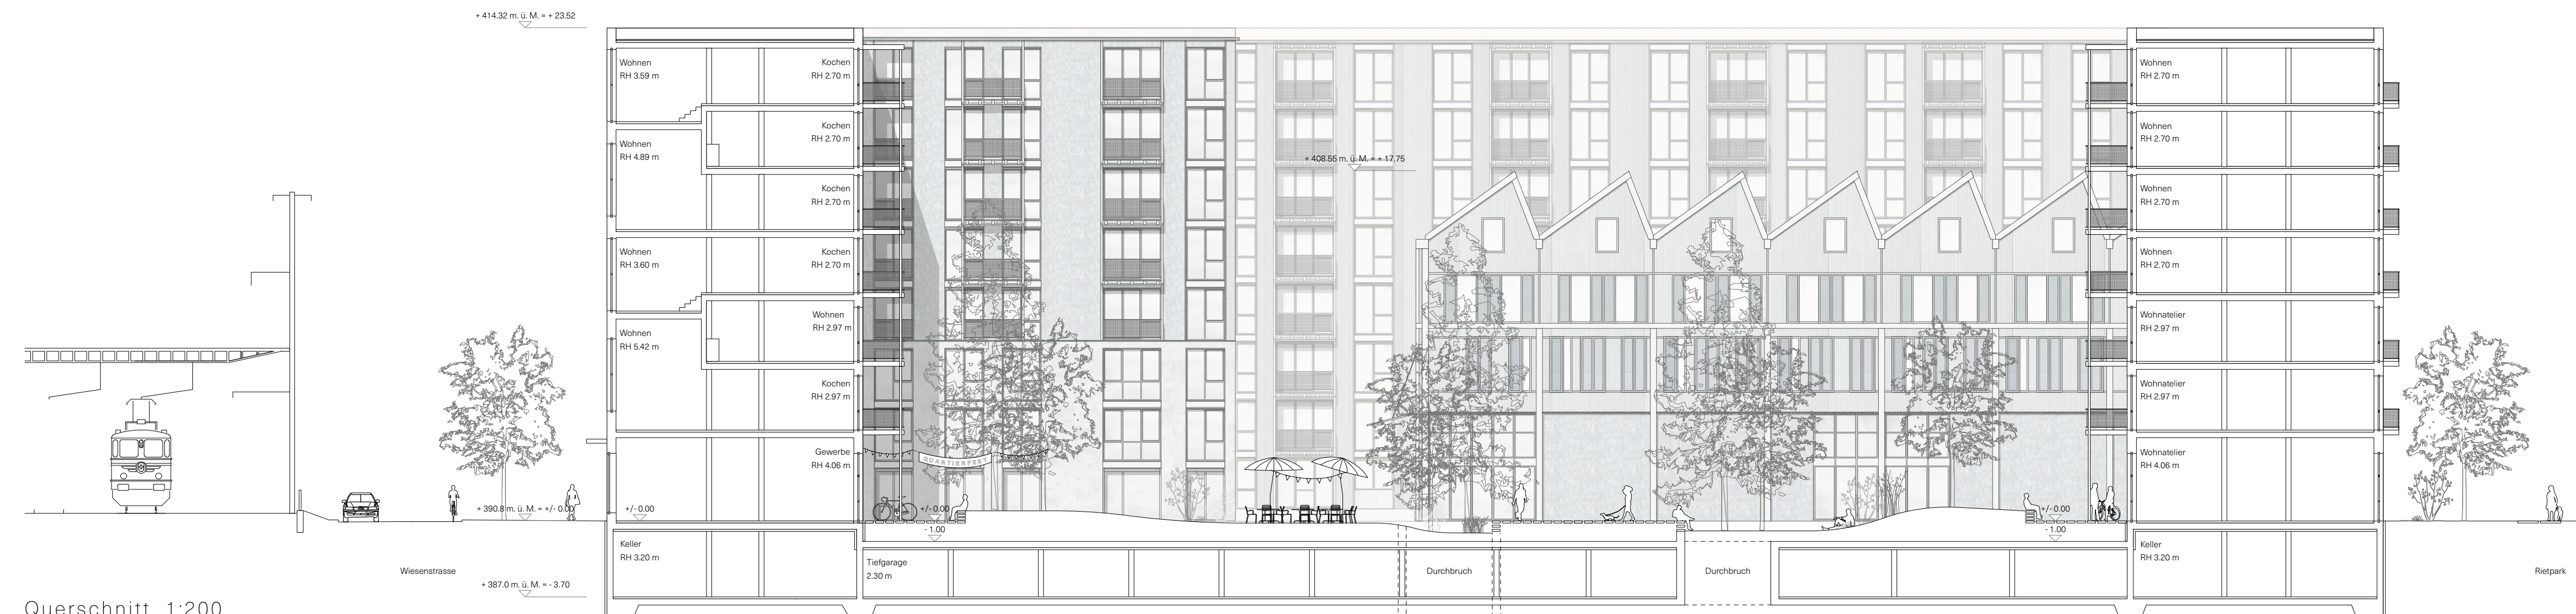 + 414.32 m. ü. M. = + 23.52
Wohnen
RH 3.59 m
Kochen
RH 2.70 m
Wohnen
RH 4.89 m
Kochen
RH 2.70 m
Kochen
RH 2.70 m
Wohnen
RH 3.60 m
Kochen
RH 2.70 m
Wohnen
RH 5.42 m
Wohnen
RH 2.97 m
Kochen
RH 2.97 m
Gewerbe
RH 4.06 m
QUARTIERFEST
+ 408.55 m. ü. M. = + 17.75
Wohnen
RH 2.70 m
Wohnen
RH 2.70 m
Wohnen
RH 2.70 m
Wohnen
RH 2.70 m
Wohnatelier
RH 2.97 m
Wohnatelier
RH 2.97 m
Wohnatelier
RH 4.06 m
+ 390.8 m. ü. M. = +/- 0.00
+/- 0.00
+/- 0.00
- 1.00
+/- 0.00
- 1.00
Keller
RH 3.20 m
Tiefgarage
2.30 m
Durchbruch
Durchbruch
Keller
RH 3.20 m
Wiesenstrasse
Rietpark
+ 387.0 m. ü. M. = - 3.70
Querschnitt 1:200